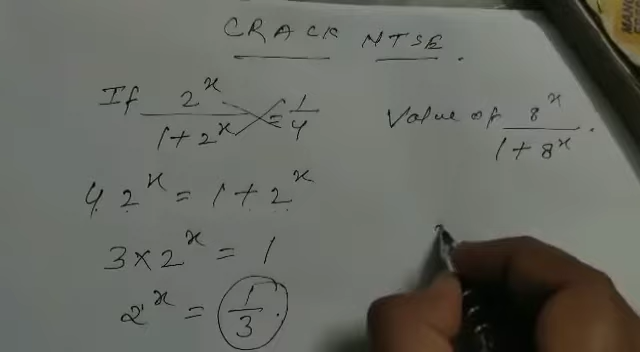 CRACK NTSE.
If 2^x / (1 + 2^x) = 1/4
Value of 8^x / (1 + 8^x).
4. 2^x = 1 + 2^x
3 × 2^x = 1
2^x = 1/3.